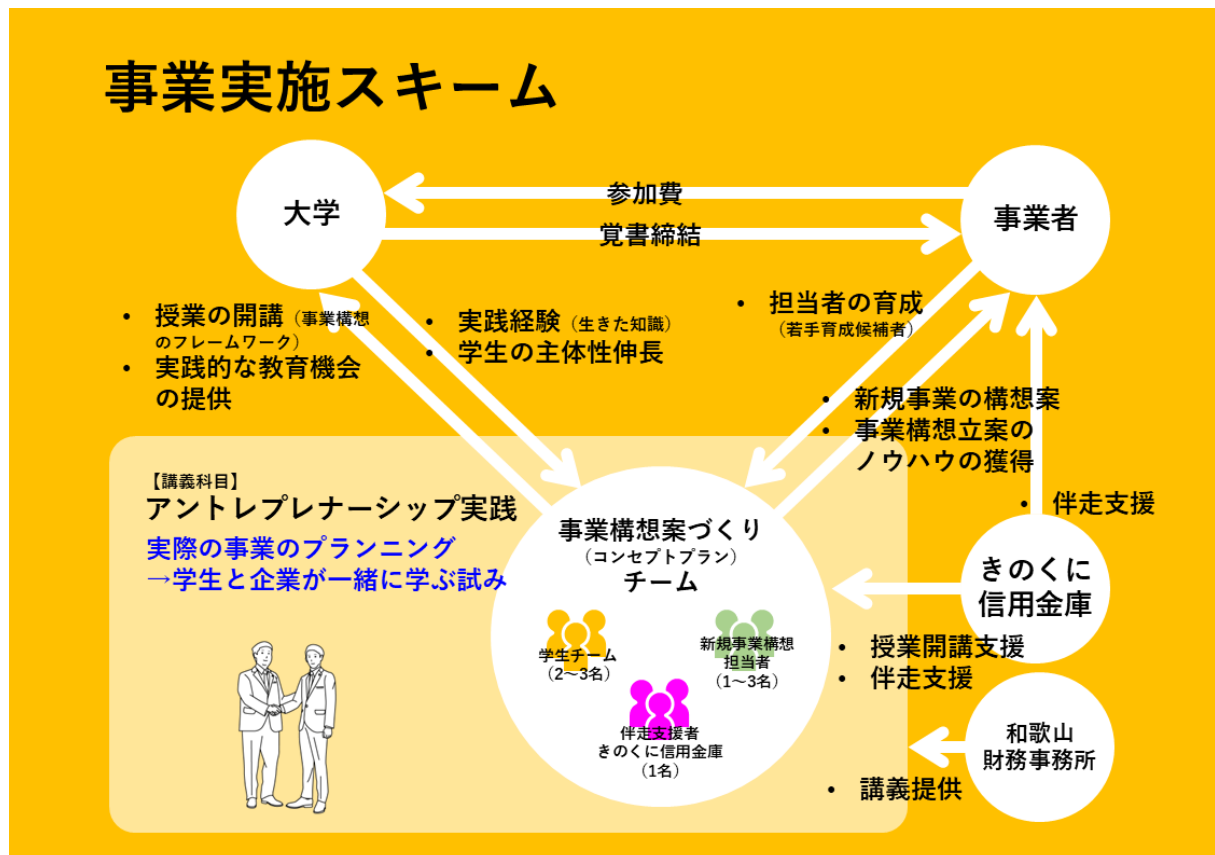 事業実施スキーム
大学
参加費
覚書締結
事業者
• 授業の開講（事業構想
のフレームワーク）
• 実践的な教育機会
の提供
• 実践経験（生きた知識）
• 学生の主体性伸長
• 担当者の育成
（若手育成候補者）
• 新規事業の構想案
• 事業構想立案の
ノウハウの獲得
• 伴走支援
【講義科目】
アントレプレナーシップ実践
実際の事業のプランニング
→学生と企業が一緒に学ぶ試み
事業構想案づくり
（コンセプトプラン）
チーム
学生チーム
（2〜3名）
新規事業構想
担当者
（1〜3名）
伴走支援者
きのくに信用金庫
（1名）
きのくに
信用金庫
• 授業開講支援
• 伴走支援
和歌山
財務事務所
• 講義提供